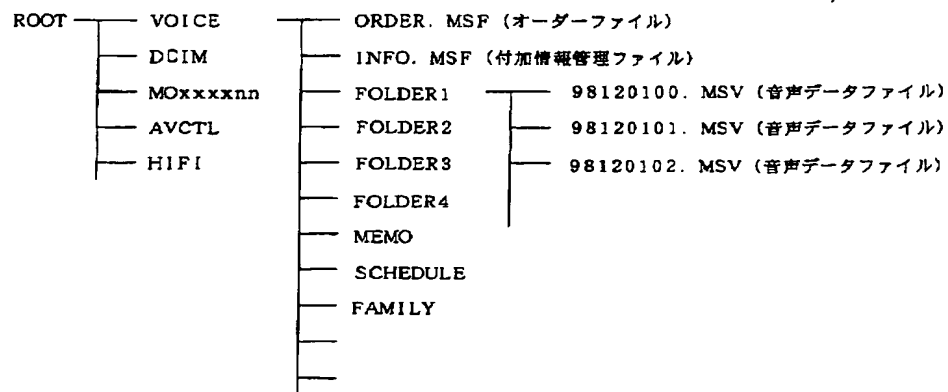 ROOT VOICE ORDER. MSF (オーダーファイル)
DCIM INFO. MSF (付加情報管理ファイル)
MOxxxxnn FOLDER1 98120100. MSV (音声データファイル)
AVCTL FOLDER2 98120101. MSV (音声データファイル)
HIFI FOLDER3 98120102. MSV (音声データファイル)
FOLDER4
MEMO
SCHEDULE
FAMILY